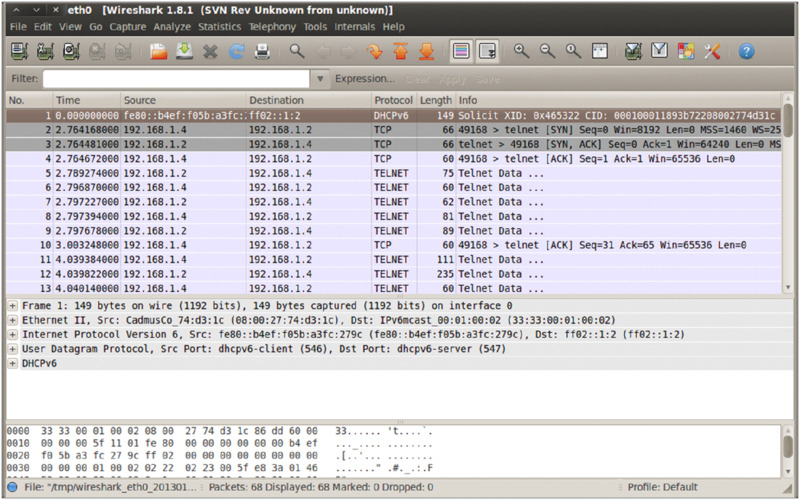 eth0 [Wireshark 1.8.1 (SVN Rev Unknown from unknown)]
File Edit View Go Capture Analyze Statistics Telephony Tools Internals Help
Filter: Expression... Clear Apply Save
No. Time Source Destination Protocol Length Info
1 0.000000000 fe80::b4ef:f05b:a3fc: ff02::1:2 DHCPv6 149 Solicit XID: 0x465322 CID: 000100011893b72208002774d31c
2 2.764168000 192.168.1.4 192.168.1.2 TCP 66 49168 > telnet [SYN] Seq=0 Win=8192 Len=0 MSS=1460 WS=25
3 2.764481000 192.168.1.2 192.168.1.4 TCP 66 telnet > 49168 [SYN, ACK] Seq=0 Ack=1 Win=64240 Len=0 MS
4 2.764672000 192.168.1.4 192.168.1.2 TCP 60 49168 > telnet [ACK] Seq=1 Ack=1 Win=65536 Len=0
5 2.789274000 192.168.1.4 192.168.1.2 TELNET 75 Telnet Data ...
6 2.796870000 192.168.1.2 192.168.1.4 TELNET 60 Telnet Data ...
7 2.797227000 192.168.1.4 192.168.1.2 TELNET 62 Telnet Data ...
8 2.797394000 192.168.1.2 192.168.1.4 TELNET 81 Telnet Data ...
9 2.797678000 192.168.1.4 192.168.1.2 TELNET 89 Telnet Data ...
10 3.003248000 192.168.1.4 192.168.1.2 TCP 60 49168 > telnet [ACK] Seq=31 Ack=65 Win=65536 Len=0
11 4.039384000 192.168.1.2 192.168.1.4 TELNET 111 Telnet Data ...
12 4.039822000 192.168.1.4 192.168.1.2 TELNET 235 Telnet Data ...
13 4.040140000 192.168.1.2 192.168.1.4 TELNET 60 Telnet Data ...
Frame 1: 149 bytes on wire (1192 bits), 149 bytes captured (1192 bits) on interface 0
Ethernet II, Src: CadmusCo_74:d3:1c (08:00:27:74:d3:1c), Dst: IPv6mcast_00:01:00:02 (33:33:00:01:00:02)
Internet Protocol Version 6, Src: fe80::b4ef:f05b:a3fc:279c (fe80::b4ef:f05b:a3fc:279c), Dst: ff02::1:2 (ff02::1:2)
User Datagram Protocol, Src Port: dhcpv6-client (546), Dst Port: dhcpv6-server (547)
DHCPv6
0000 33 33 00 01 00 02 08 00 27 74 d3 1c 86 dd 60 00 33...... 't....`.
0010 00 00 00 5f 11 01 fe 80 00 00 00 00 00 00 b4 ef ..._.... ........
0020 f0 5b a3 fc 27 9c ff 02 00 00 00 00 00 00 00 00 .[..'... ........
0030 00 00 00 01 00 02 02 22 02 23 00 5f e8 3a 01 46 ......." .#._.:.F
File: "/tmp/wireshark_eth0_201301... Packets: 68 Displayed: 68 Marked: 0 Dropped: 0 Profile: Default